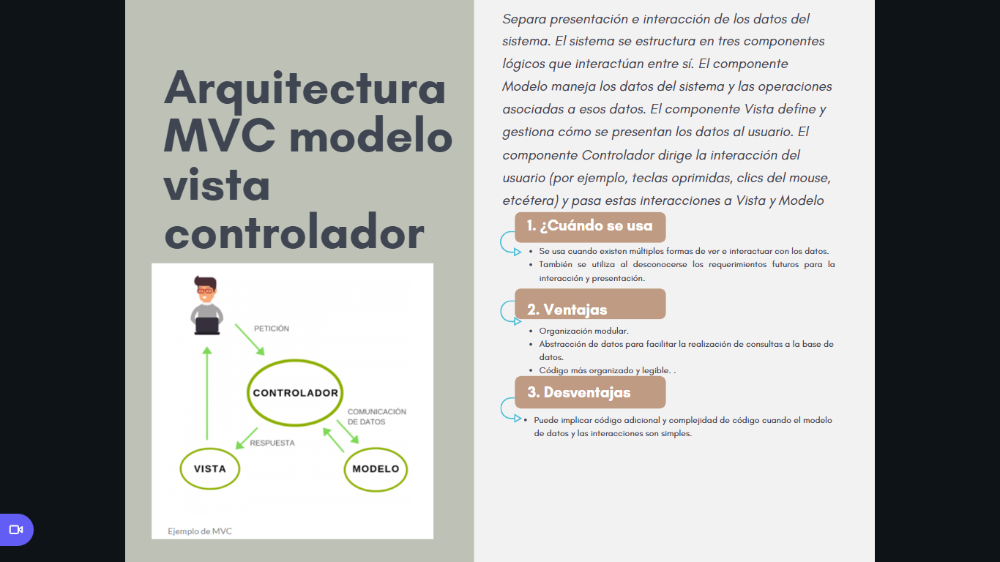 Arquitectura
MVC modelo
vista
controlador
PETICIÓN
CONTROLADOR
COMUNICACIÓN
DE DATOS
RESPUESTA
VISTA
MODELO
Ejemplo de MVC
Separa presentación e interacción de los datos del
sistema. El sistema se estructura en tres componentes
lógicos que interactúan entre sí. El componente
Modelo maneja los datos del sistema y las operaciones
asociadas a esos datos. El componente Vista define y
gestiona cómo se presentan los datos al usuario. El
componente Controlador dirige la interacción del
usuario (por ejemplo, teclas oprimidas, clics del mouse,
etcétera) y pasa estas interacciones a Vista y Modelo
1. ¿Cuándo se usa
• Se usa cuando existen múltiples formas de ver e interactuar con los datos.
• También se utiliza al desconocerse los requerimientos futuros para la
interacción y presentación.
2. Ventajas
• Organización modular.
• Abstracción de datos para facilitar la realización de consultas a la base de
datos.
• Código más organizado y legible. .
3. Desventajas
• Puede implicar código adicional y complejidad de código cuando el modelo
de datos y las interacciones son simples.